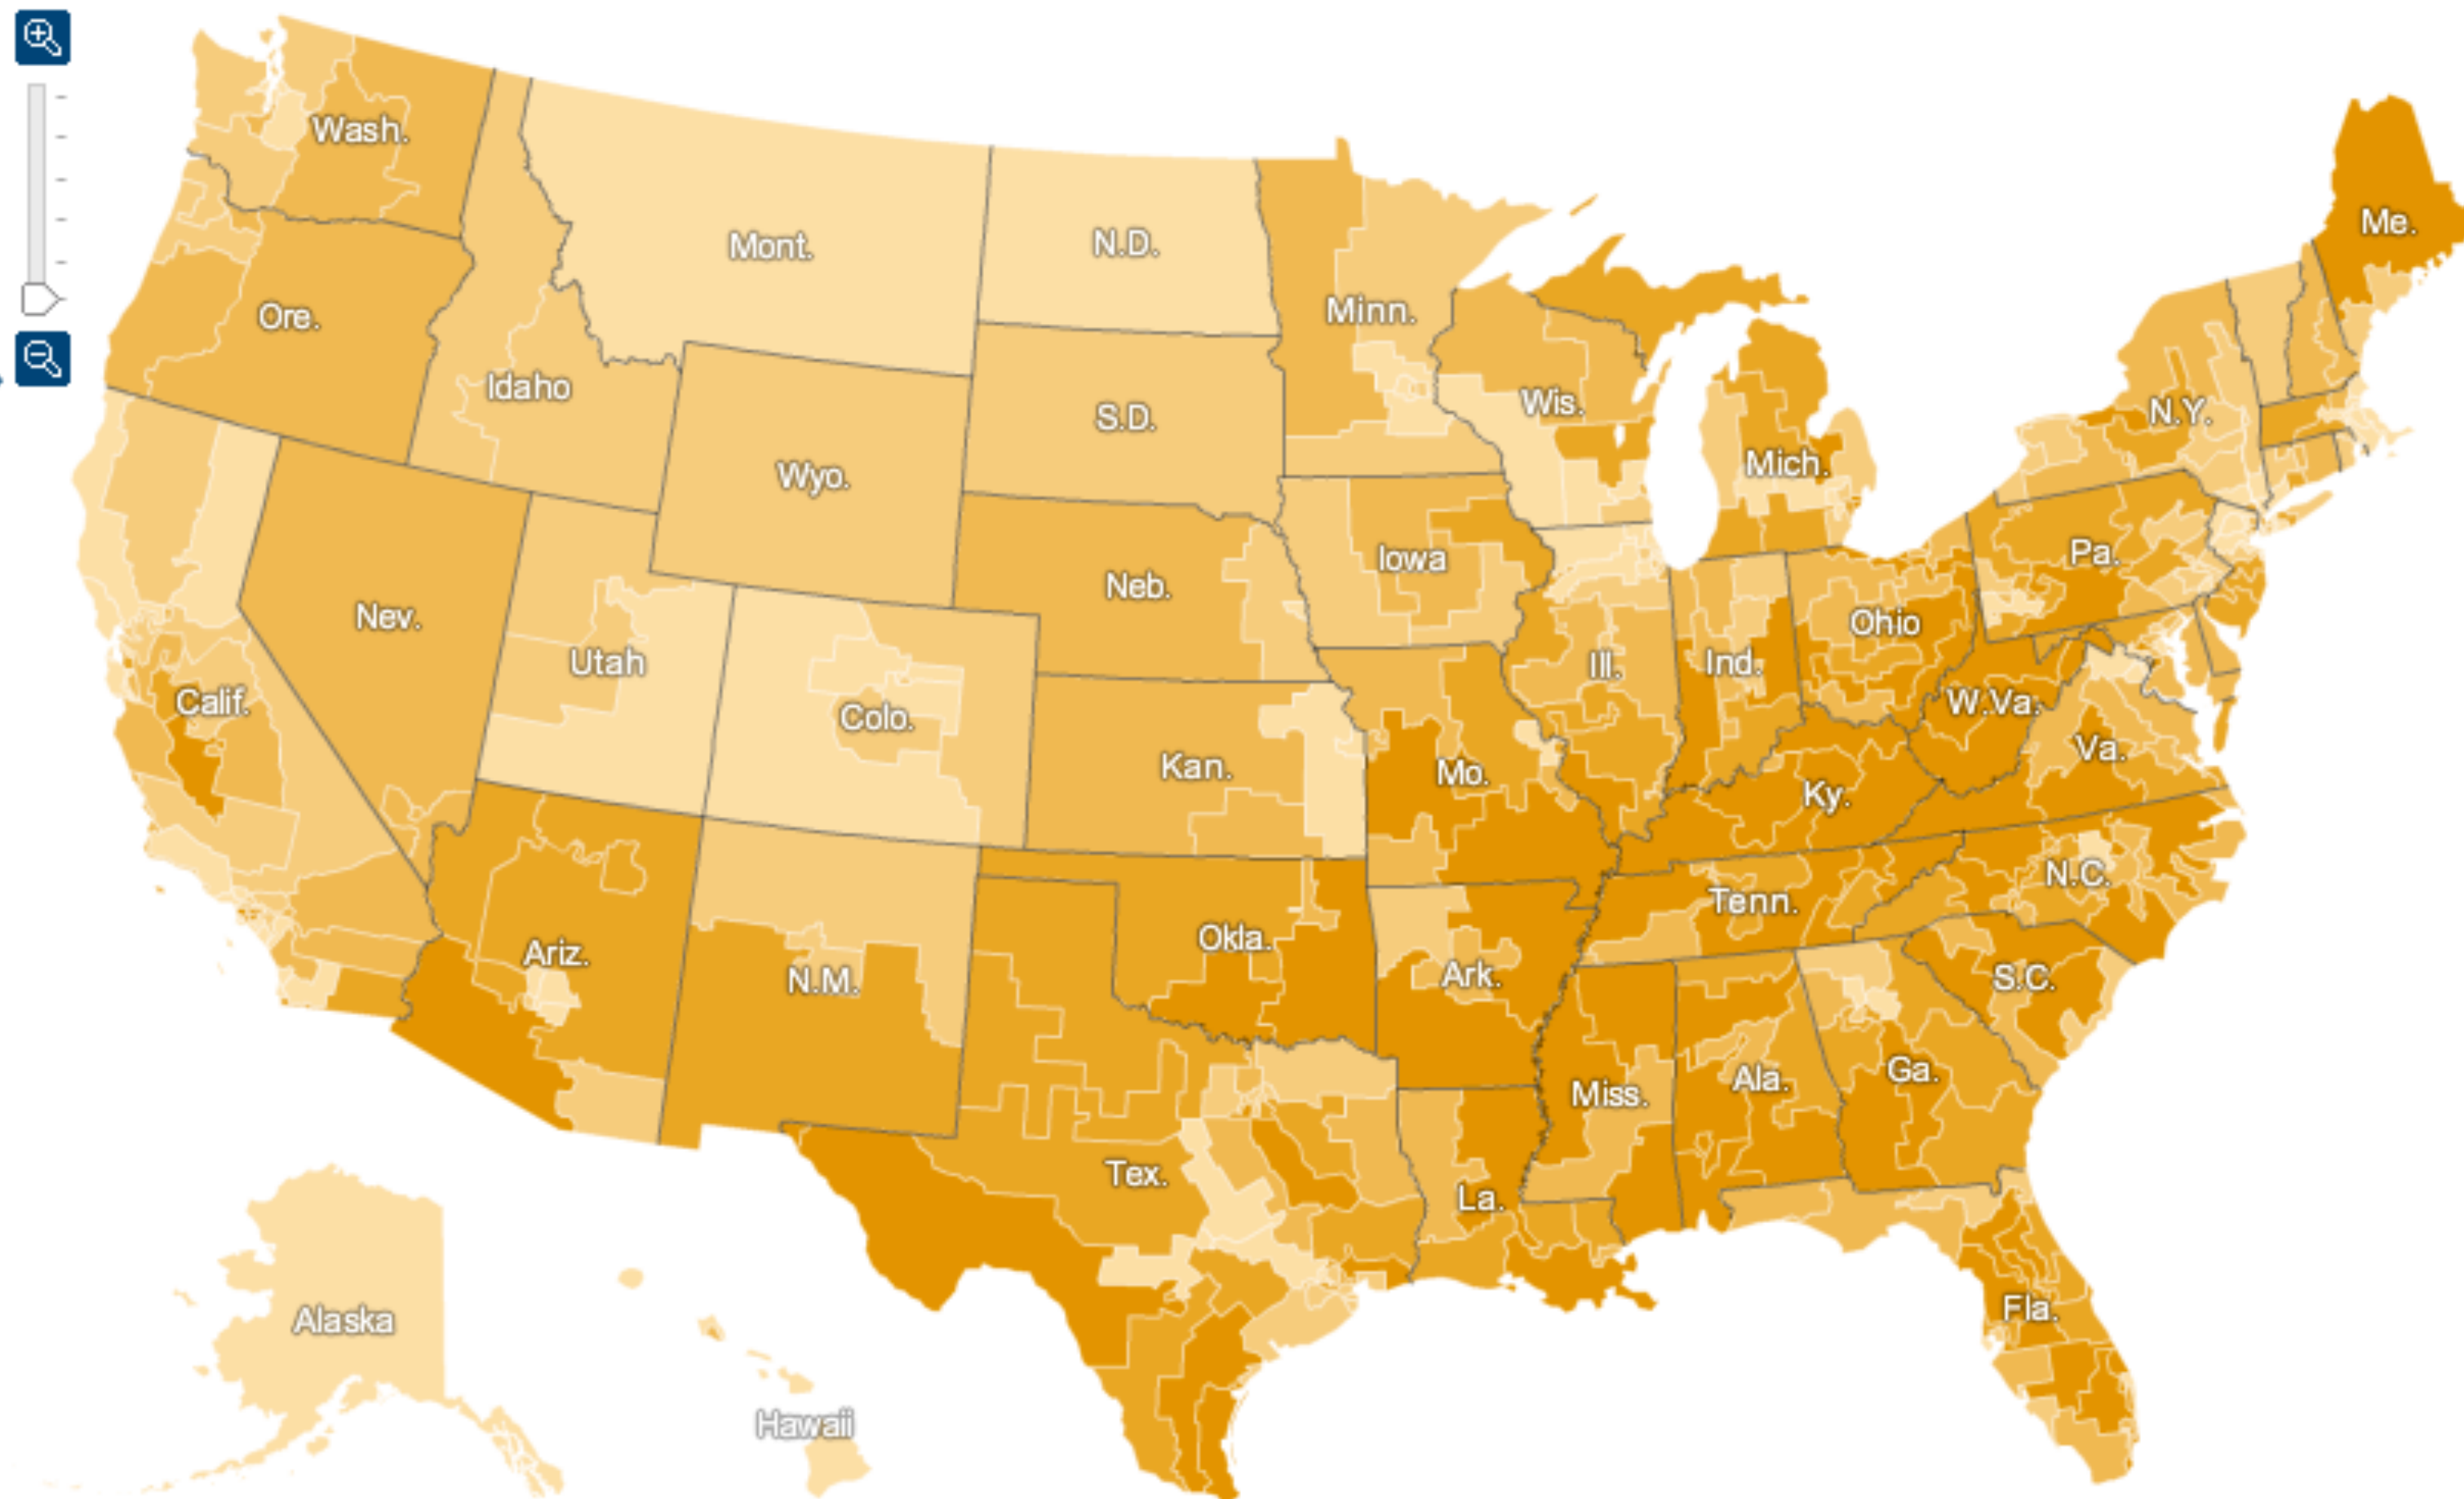 Wash.
Me.
Mont.
N.D.
Ore.
Minn.
Idaho
Wis.
N.Y.
S.D.
Mich.
Wyo.
Pa.
Iowa
Neb.
Nev.
Ohio
Utah
Ill.
Ind.
Calif.
W.Va.
Colo.
Va.
Kan.
Mo.
Ky.
N.C.
Tenn.
Okla.
Ariz.
N.M.
Ark.
S.C.
Ga.
Ala.
Miss.
Tex.
La.
Fla.
Alaska
Hawaii